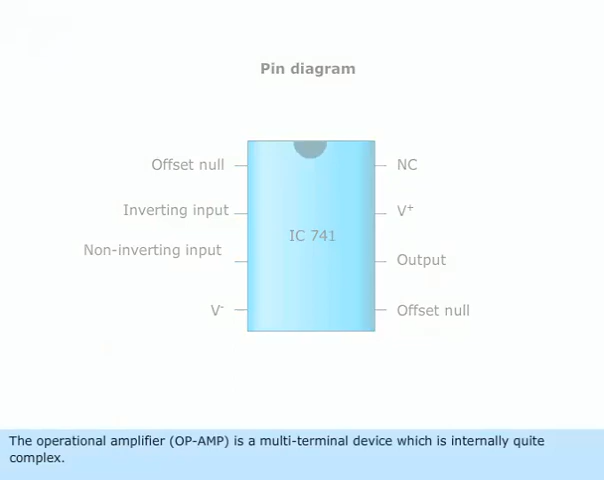 Pin diagram
Offset null
NC
Inverting input
V+
Non-inverting input
IC 741
Output
V-
Offset null
The operational amplifier (OP-AMP) is a multi-terminal device which is internally quite
complex.